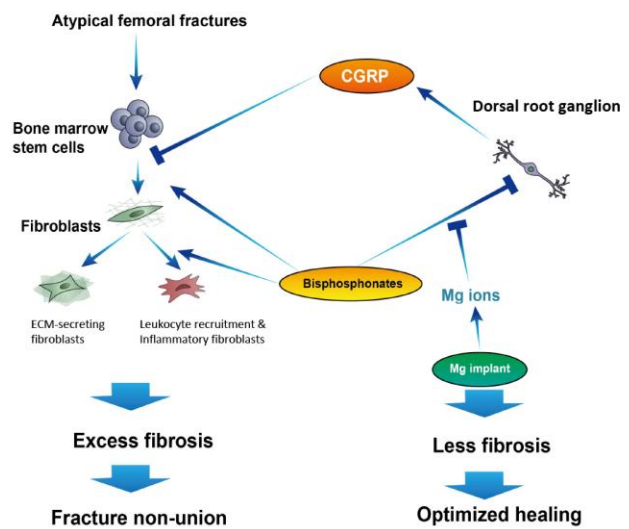 Atypical femoral fractures
CGRP
Dorsal root ganglion
Bone marrow
stem cells
Fibroblasts
Bisphosphonates
Mg ions
ECM-secreting
fibroblasts
Leukocyte recruitment &
Inflammatory fibroblasts
Mg implant
Excess fibrosis
Less fibrosis
Fracture non-union
Optimized healing